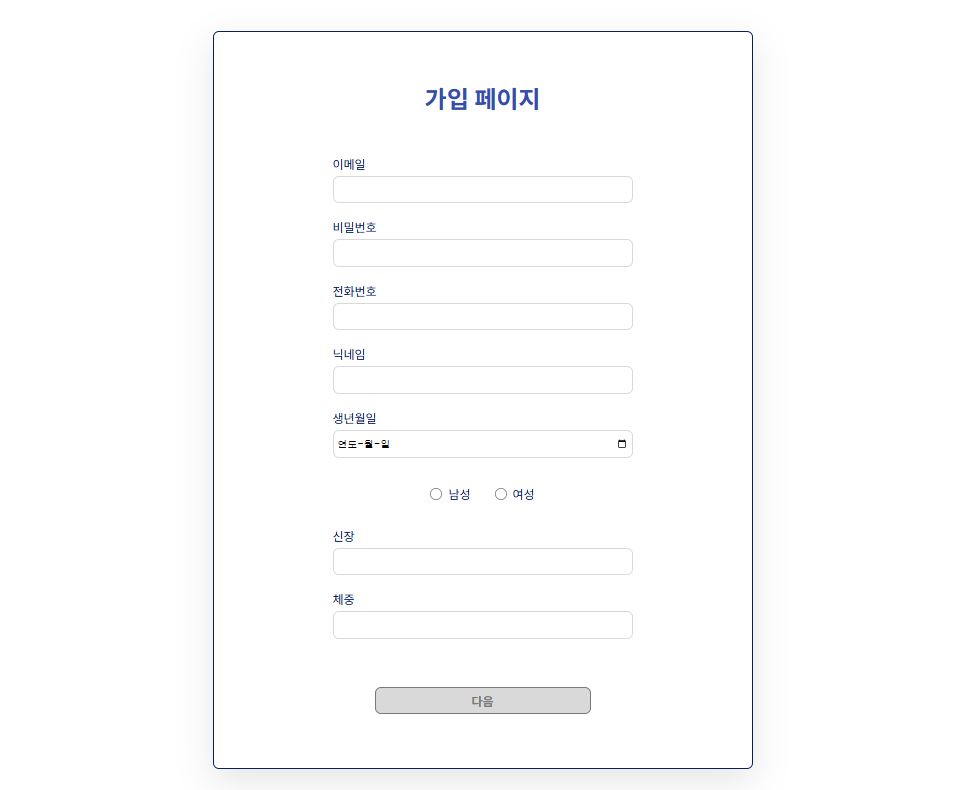 가입 페이지
이메일
비밀번호
전화번호
닉네임
생년월일
연도-월-일
남성 여성
신장
체중
다음